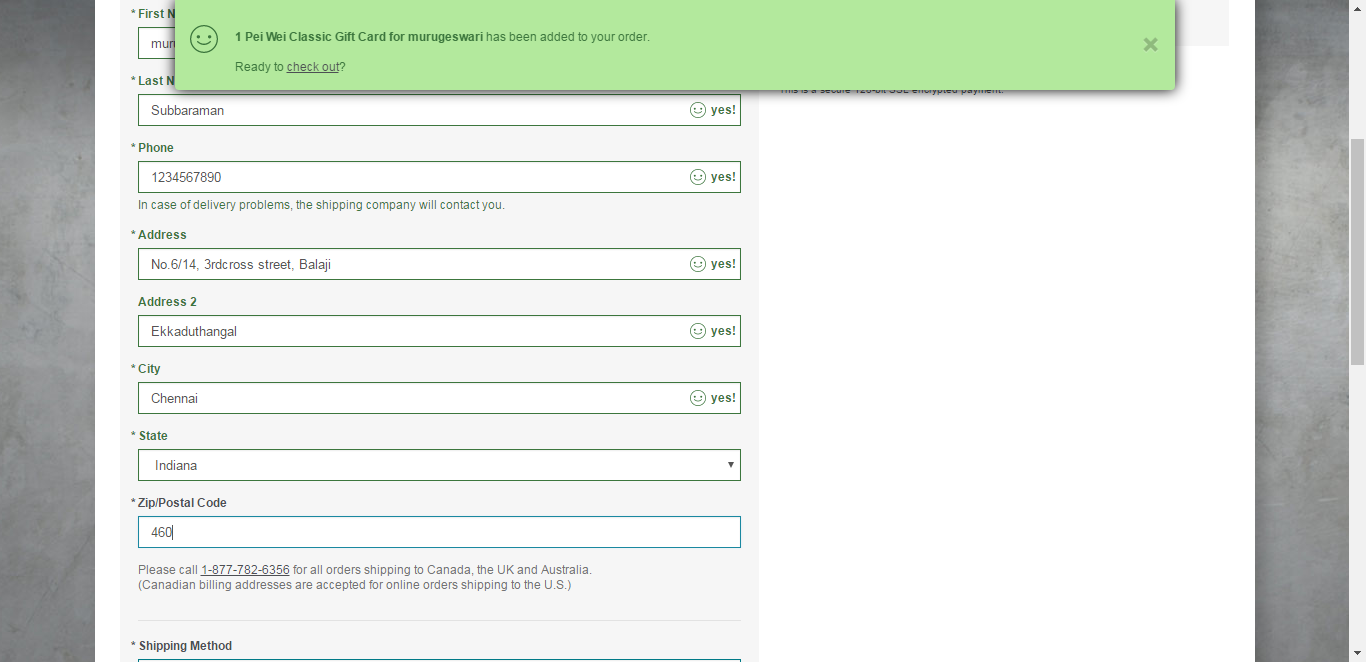 1 Pei Wei Classic Gift Card for murugeswari has been added to your order.
Ready to check out?
* First N
* Last N
This is a secure 128-bit SSL encrypted payment.
Subbaraman yes!
* Phone
1234567890 yes!
In case of delivery problems, the shipping company will contact you.
* Address
No.6/14, 3rdcross street, Balaji yes!
Address 2
Ekkaduthangal yes!
* City
Chennai yes!
* State
Indiana
* Zip/Postal Code
460
Please call 1-877-782-6356 for all orders shipping to Canada, the UK and Australia.
(Canadian billing addresses are accepted for online orders shipping to the U.S.)
* Shipping Method